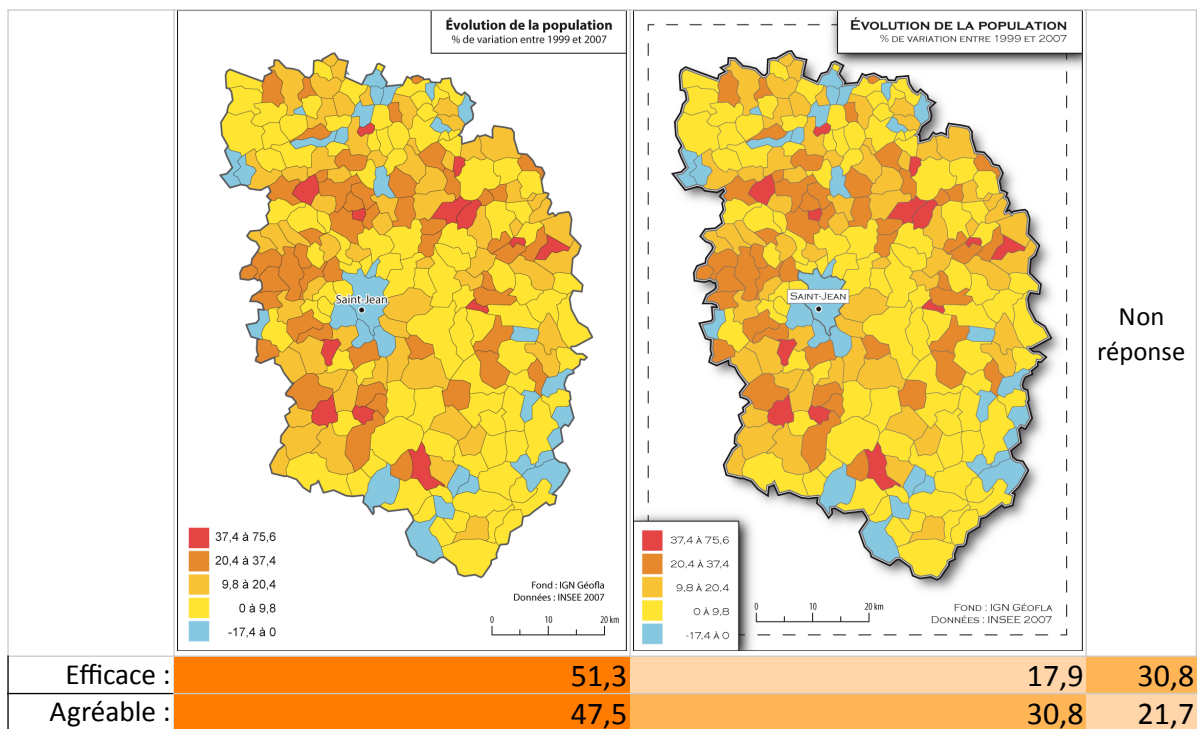 Évolution de la population
% de variation entre 1999 et 2007
Saint-Jean
37,4 à 75,6
20,4 à 37,4
9,8 à 20,4
0 à 9,8
-17,4 à 0
Fond : IGN Géofla
Données : INSEE 2007
0 10 20 km
ÉVOLUTION DE LA POPULATION
% DE VARIATION ENTRE 1999 ET 2007
SAINT-JEAN
37,4 À 75,6
20,4 À 37,4
9,8 À 20,4
0 À 9,8
-17,4 À 0
0 10 20 km
FOND : IGN GÉOFLA
DONNÉES : INSEE 2007
Non
réponse
Efficace : 51,3 17,9 30,8
Agréable : 47,5 30,8 21,7